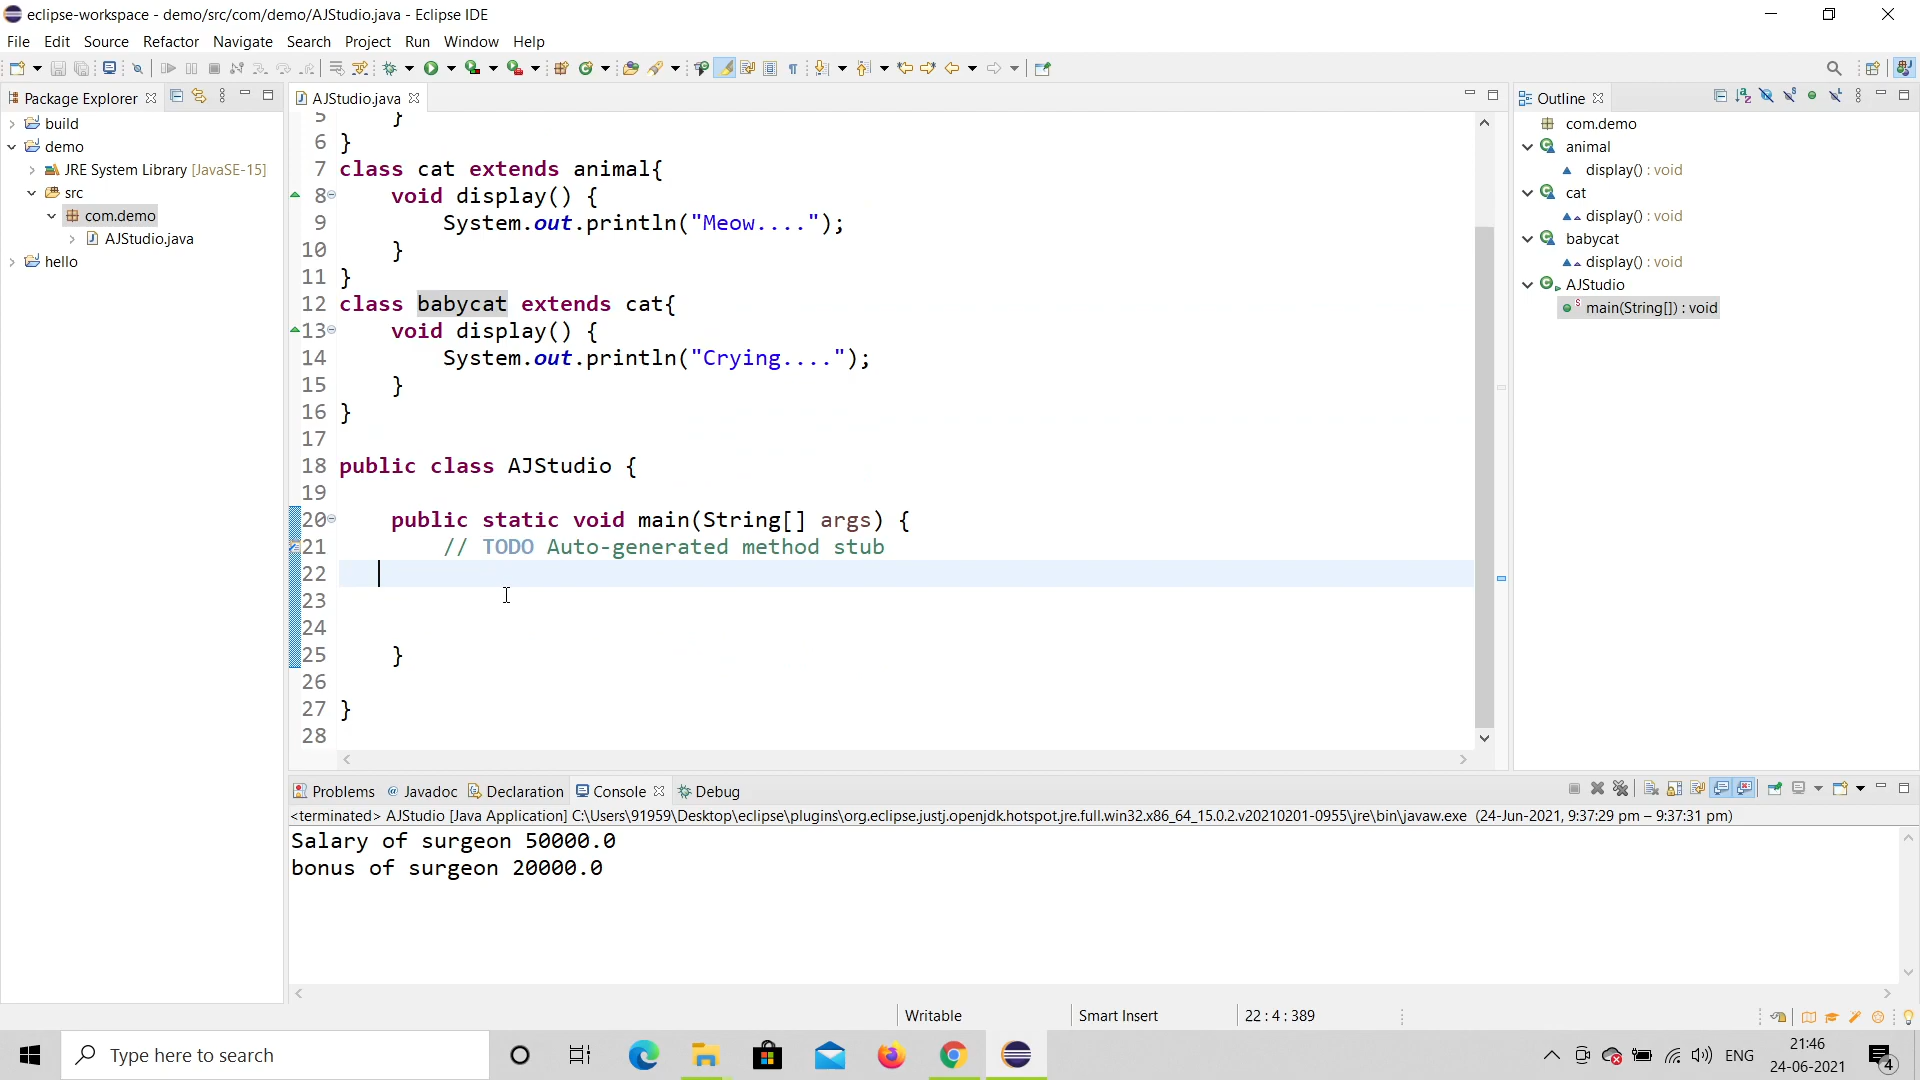 eclipse-workspace - demo/src/com/demo/AJStudio.java - Eclipse IDE
File Edit Source Refactor Navigate Search Project Run Window Help
Package Explorer
build
demo
JRE System Library [JavaSE-15]
src
com.demo
AJStudio.java
hello
AJStudio.java
5 }
6 }
7 class cat extends animal{
8 void display() {
9 System.out.println("Meow....");
10 }
11 }
12 class babycat extends cat{
13 void display() {
14 System.out.println("Crying....");
15 }
16 }
17
18 public class AJStudio {
19
20 public static void main(String[] args) {
21 // TODO Auto-generated method stub
22
23
24
25 }
26
27 }
28
Outline
com.demo
animal
display() : void
cat
display() : void
babycat
display() : void
AJStudio
main(String[]) : void
Problems @ Javadoc Declaration Console Debug
<terminated> AJStudio [Java Application] C:\Users\91959\Desktop\eclipse\plugins\org.eclipse.justj.openjdk.hotspot.jre.full.win32.x86_64_15.0.2.v20210201-0955\jre\bin\javaw.exe (24-Jun-2021, 9:37:29 pm – 9:37:31 pm)
Salary of surgeon 50000.0
bonus of surgeon 20000.0
Writable Smart Insert 22 : 4 : 389
Type here to search
ENG
21:46
24-06-2021
4